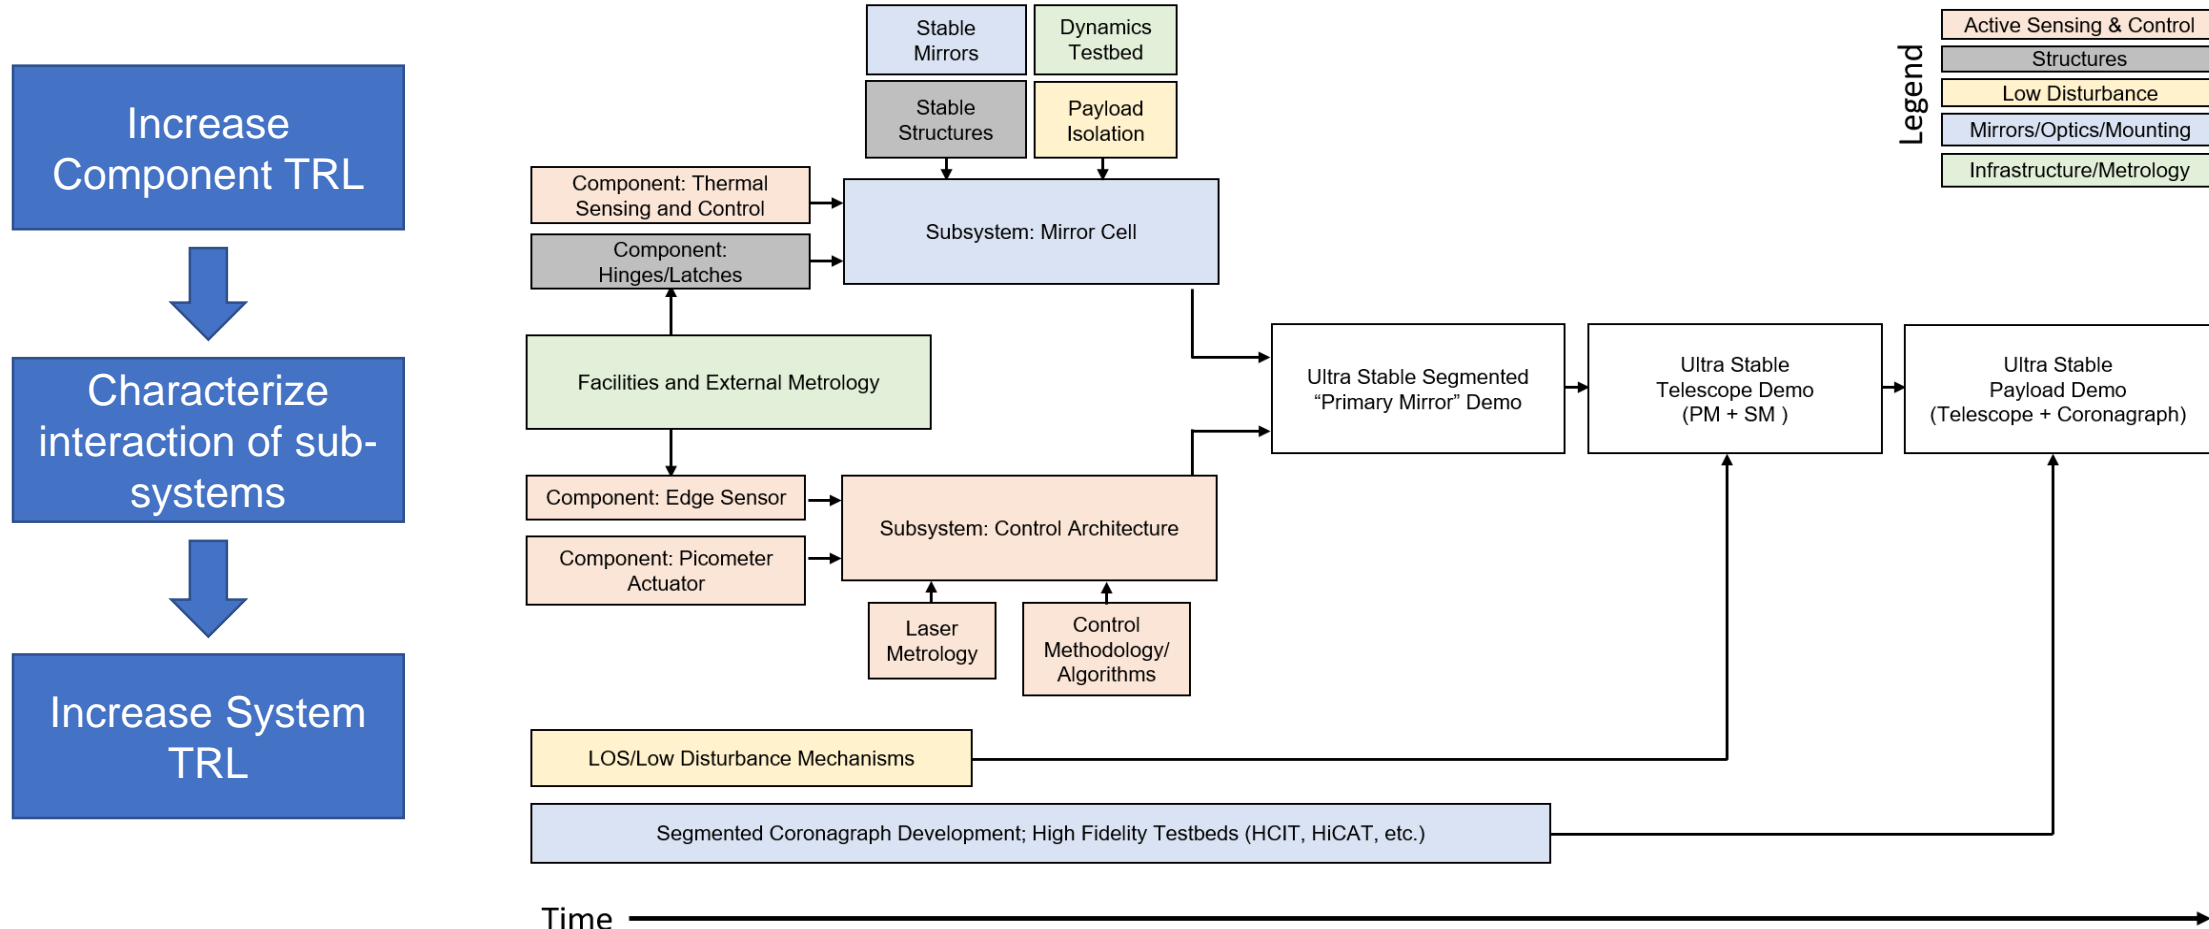 Increase
Component TRL
Characterize
interaction of sub-
systems
Increase System
TRL
Stable
Mirrors
Dynamics
Testbed
Stable
Structures
Payload
Isolation
Component: Thermal
Sensing and Control
Component:
Hinges/Latches
Subsystem: Mirror Cell
Facilities and External Metrology
Component: Edge Sensor
Component: Picometer
Actuator
Subsystem: Control Architecture
Laser
Metrology
Control
Methodology/
Algorithms
Ultra Stable Segmented
“Primary Mirror” Demo
Ultra Stable
Telescope Demo
(PM + SM )
Ultra Stable
Payload Demo
(Telescope + Coronagraph)
LOS/Low Disturbance Mechanisms
Segmented Coronagraph Development; High Fidelity Testbeds (HCIT, HiCAT, etc.)
Time
Legend
Active Sensing & Control
Structures
Low Disturbance
Mirrors/Optics/Mounting
Infrastructure/Metrology